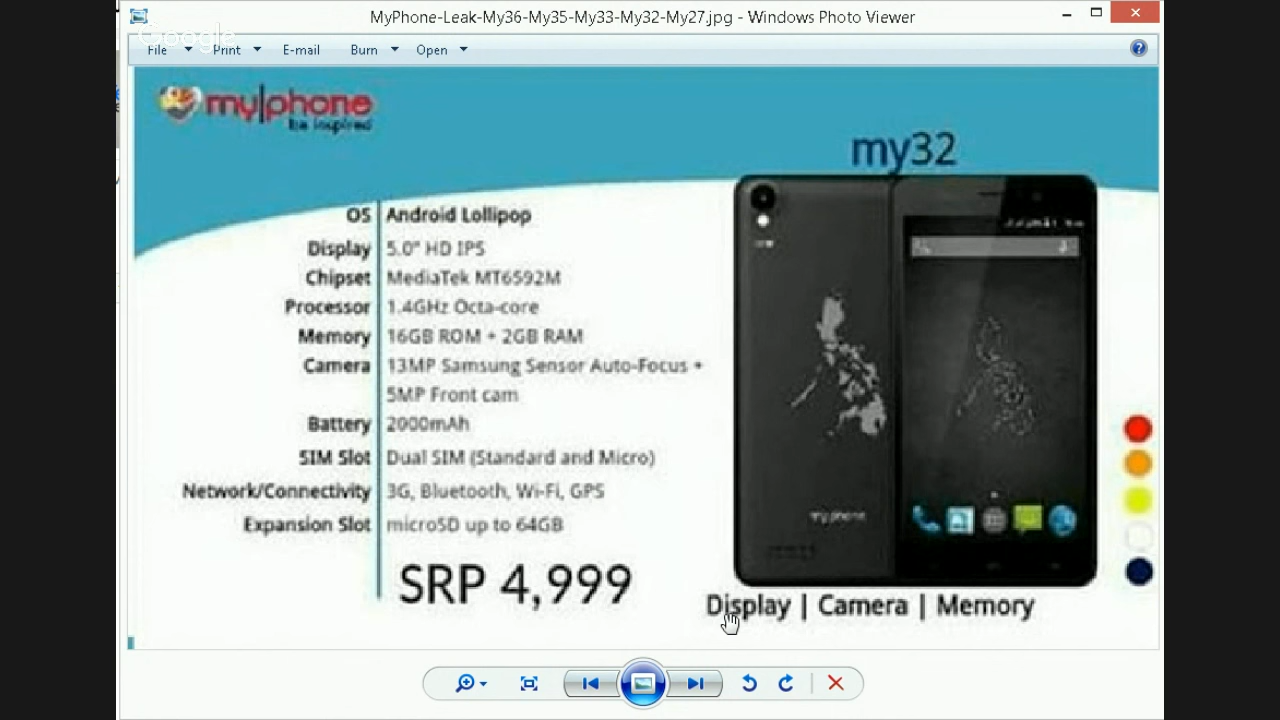 MyPhone-Leak-My36-My35-My33-My32-My27.jpg - Windows Photo Viewer
Google
File Print E-mail Burn Open
my|phone
be inspired
my32
OS Android Lollipop
Display 5.0" HD IPS
Chipset MediaTek MT6592M
Processor 1.4GHz Octa-core
Memory 16GB ROM + 2GB RAM
Camera 13MP Samsung Sensor Auto-Focus +
5MP Front cam
Battery 2000mAh
SIM Slot Dual SIM (Standard and Micro)
Network/Connectivity 3G, Bluetooth, Wi-Fi, GPS
Expansion Slot microSD up to 64GB
myphone
SRP 4,999
Display | Camera | Memory